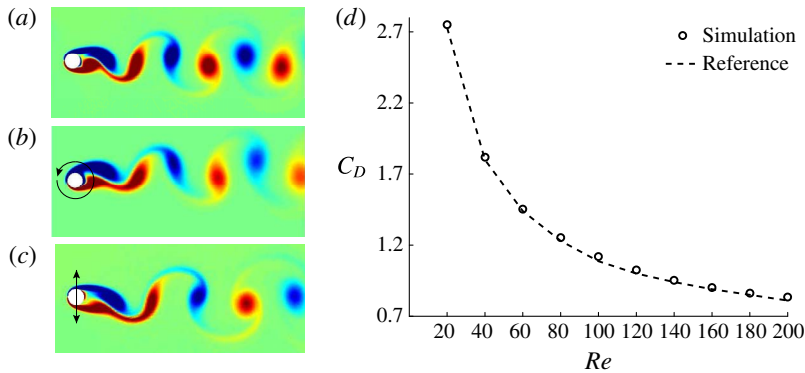 (a)
(b)
(c)
(d)
2.7
2.2
1.7
1.2
0.7
C_D
Simulation
Reference
20 40 60 80 100 120 140 160 180 200
Re